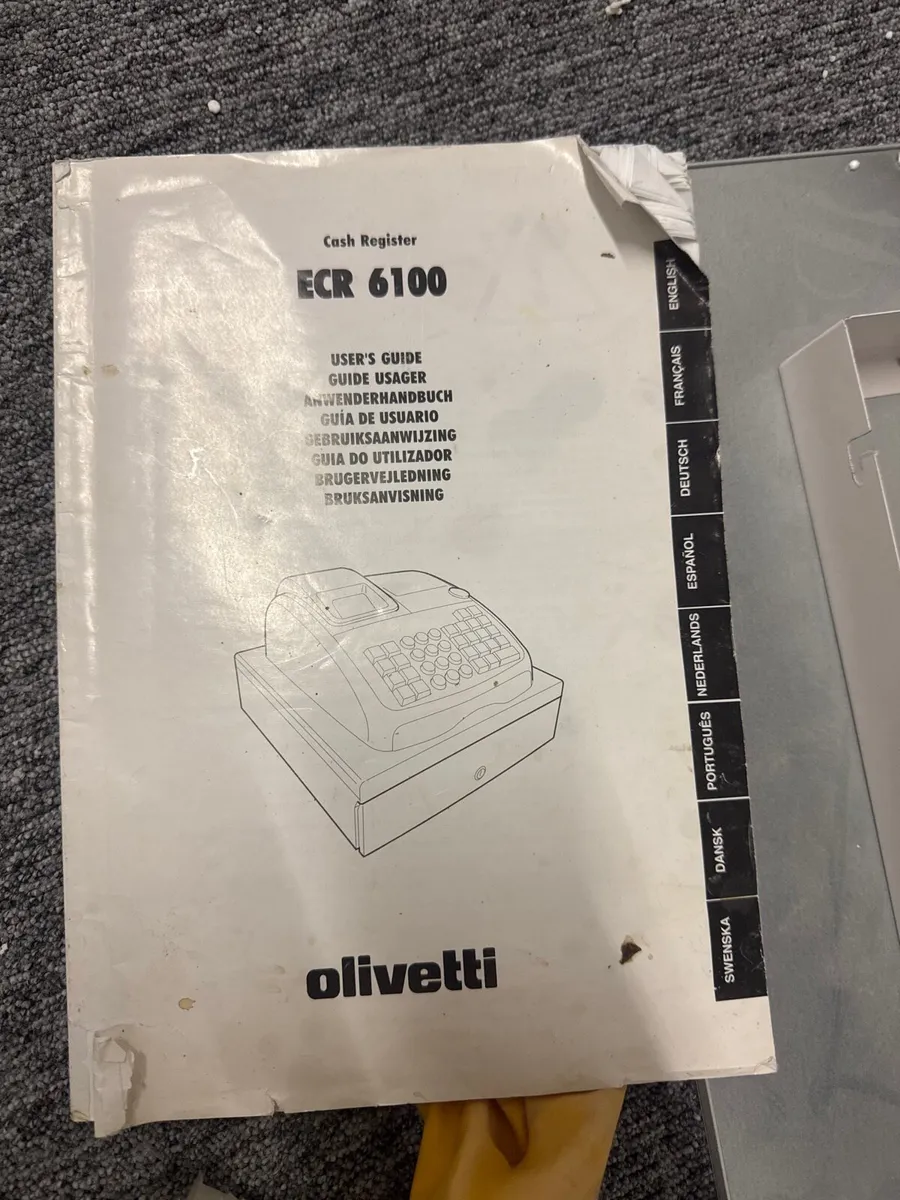 Cash Register
ECR 6100
USER'S GUIDE
GUIDE USAGER
ANWENDERHANDBUCH
GUÍA DE USUARIO
GEBRUIKSAANWIJZING
GUIA DO UTILIZADOR
BRUGERVEJLEDNING
BRUKSANVISNING
olivetti
ENGLISH
FRANÇAIS
DEUTSCH
ESPAÑOL
NEDERLANDS
PORTUGUÊS
DANSK
SWENSKA